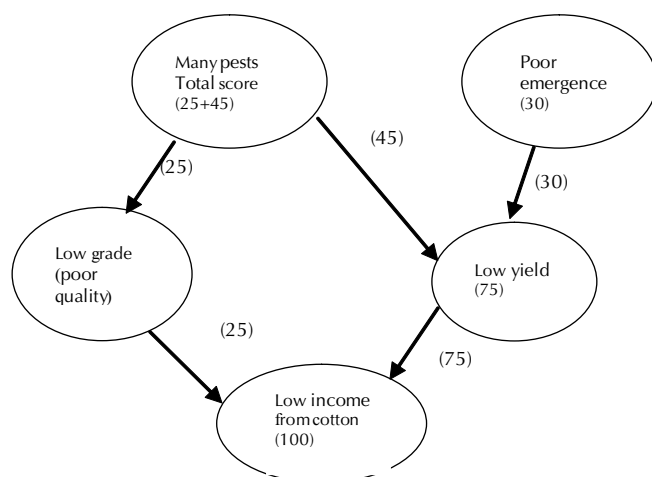 Many pests
Total score
(25+45)
Poor
emergence
(30)
(45)
(25)
(30)
Low grade
(poor
quality)
Low yield
(75)
(25)
(75)
Low income
from cotton
(100)